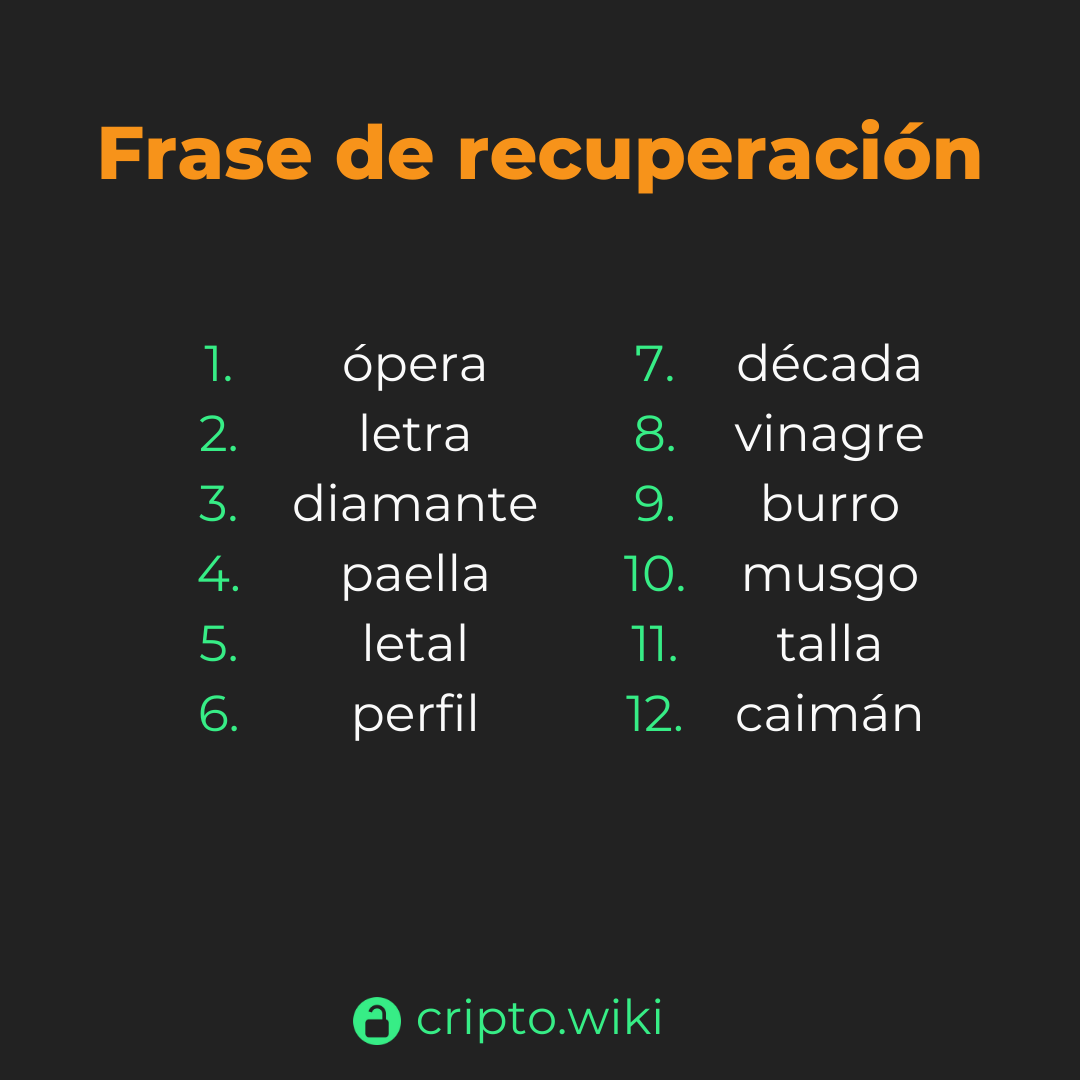 Frase de recuperación
1. ópera
2. letra
3. diamante
4. paella
5. letal
6. perfil
7. década
8. vinagre
9. burro
10. musgo
11. talla
12. caimán
cripto.wiki